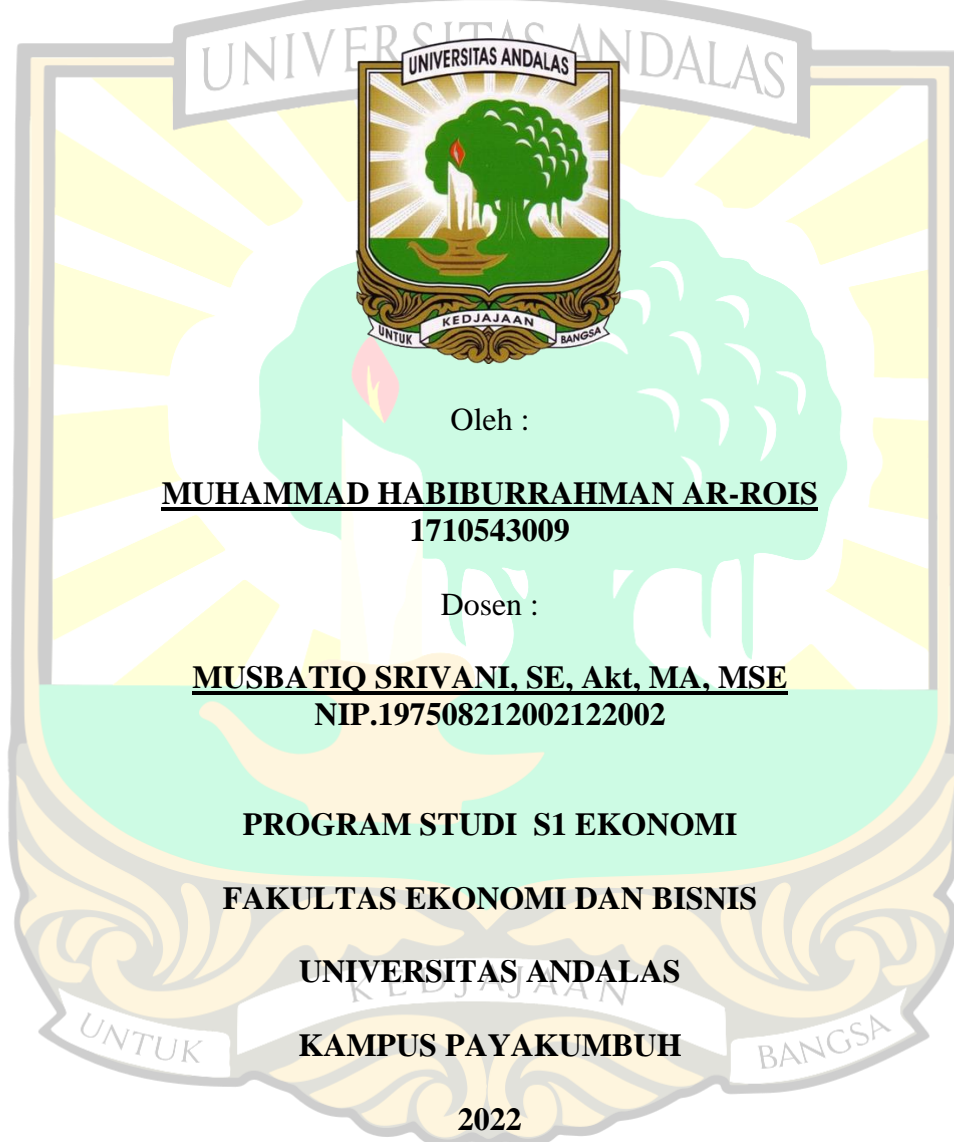 UNIVERSITAS ANDALAS
UNIVERSITAS ANDALAS
UNTUK KEDJAJAAN BANGSA
Oleh :
MUHAMMAD HABIBURRAHMAN AR-ROIS
1710543009
Dosen :
MUSBATIQ SRIVANI, SE, Akt, MA, MSE
NIP.197508212002122002
PROGRAM STUDI S1 EKONOMI
FAKULTAS EKONOMI DAN BISNIS
UNIVERSITAS ANDALAS
KAMPUS PAYAKUMBUH
UNTUK KEDJAJAAN BANGSA
2022